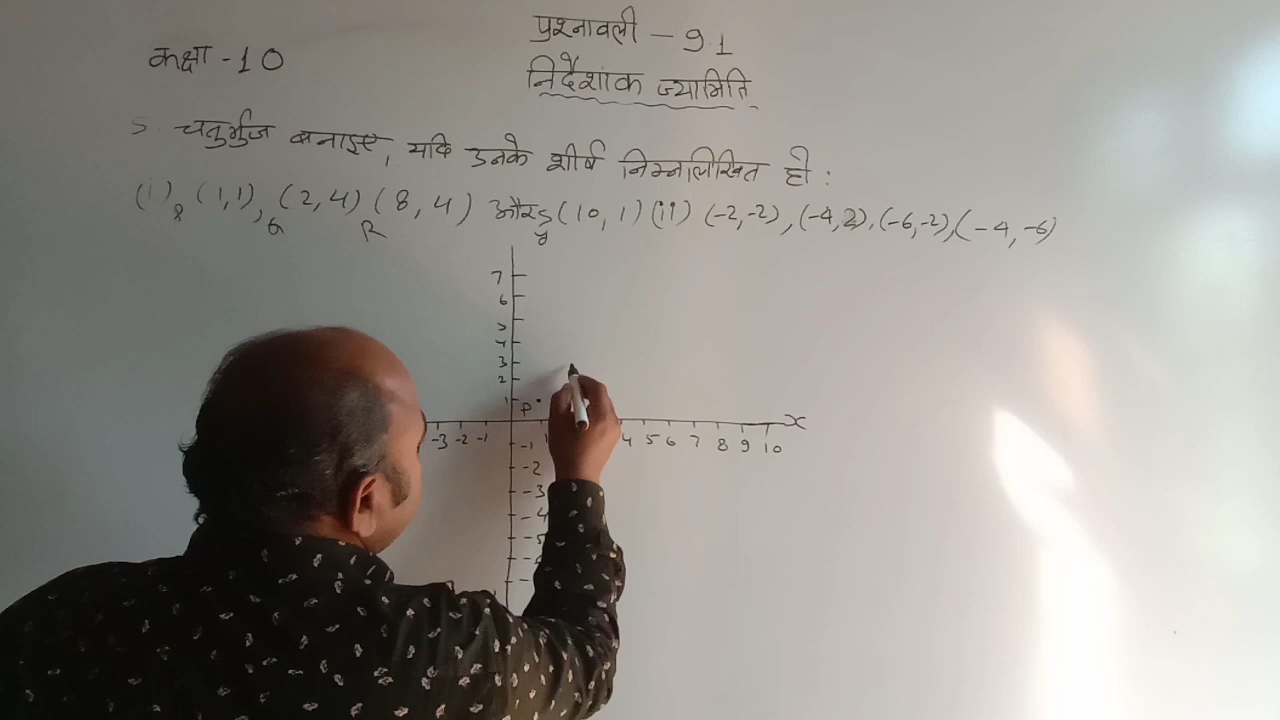 प्रश्नावली - 9.1
कक्षा - 10
निर्देशांक ज्यामिति
5. चतुर्भुज बनाइए, यदि उनके शीर्ष निम्नलिखित हो :
(i) (1,1), (2,4) (8,4) और (10,1) (ii) (-2,-2), (-4,2), (-6,-2), (-4,-6)
P Q R S
y
7
6
5
4
3
2
1
P
x
-3 -2 -1 1 4 5 6 7 8 9 10
-1
-2
-3
-4